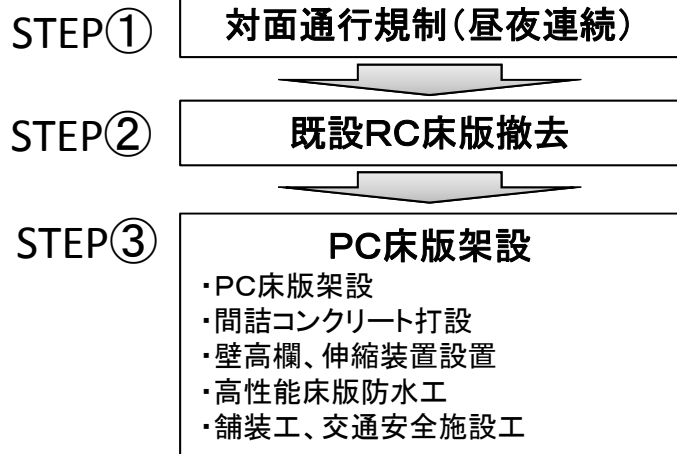 STEP① 対面通行規制(昼夜連続)
STEP② 既設RC床版撤去
STEP③ PC床版架設
・PC床版架設
・間詰コンクリート打設
・壁高欄、伸縮装置設置
・高性能床版防水工
・舗装工、交通安全施設工